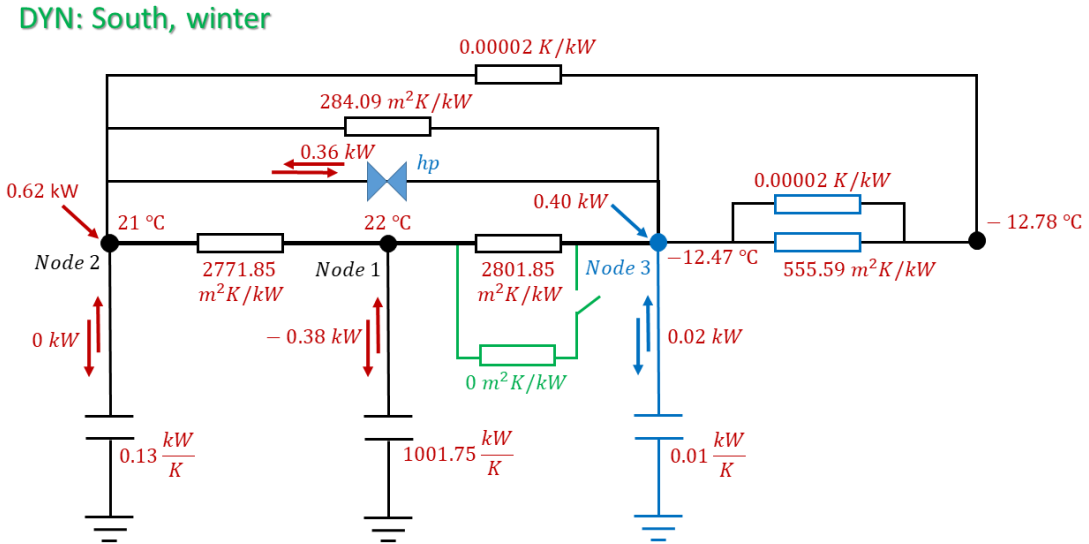 DYN: South, winter
0.00002 K/kW
284.09 m²K/kW
0.36 kW
hp
0.62 kW
0.40 kW
0.00002 K/kW
21 ℃
22 ℃
− 12.78 ℃
−12.47 ℃
Node 2
2771.85
m²K/kW
Node 1
2801.85
m²K/kW
Node 3
555.59 m²K/kW
0 kW
− 0.38 kW
0.02 kW
0 m²K/kW
0.13 kW/K
1001.75 kW/K
0.01 kW/K